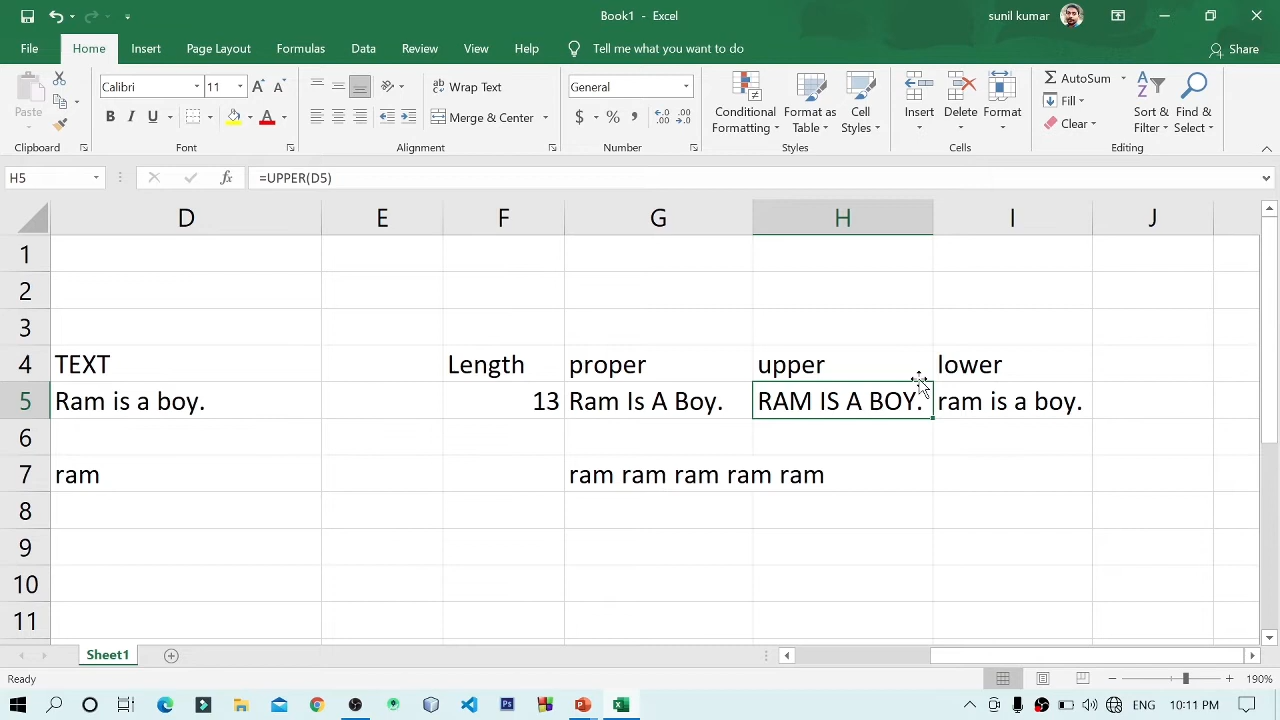 Book1 - Excel
sunil kumar
File Home Insert Page Layout Formulas Data Review View Help Tell me what you want to do Share
Paste
Clipboard
Calibri 11
B I U
Font
Wrap Text
Merge & Center
Alignment
General
$ % ,
Number
Conditional Formatting
Format as Table
Cell Styles
Styles
Insert
Delete
Format
Cells
AutoSum
Fill
Clear
Sort & Filter
Find & Select
Editing
H5 fx =UPPER(D5)
D E F G H I J
1
2
3
4 TEXT Length proper upper lower
5 Ram is a boy. 13 Ram Is A Boy. RAM IS A BOY. ram is a boy.
6
7 ram ram ram ram ram ram
8
9
10
11
Sheet1
Ready 190%
ENG 10:11 PM